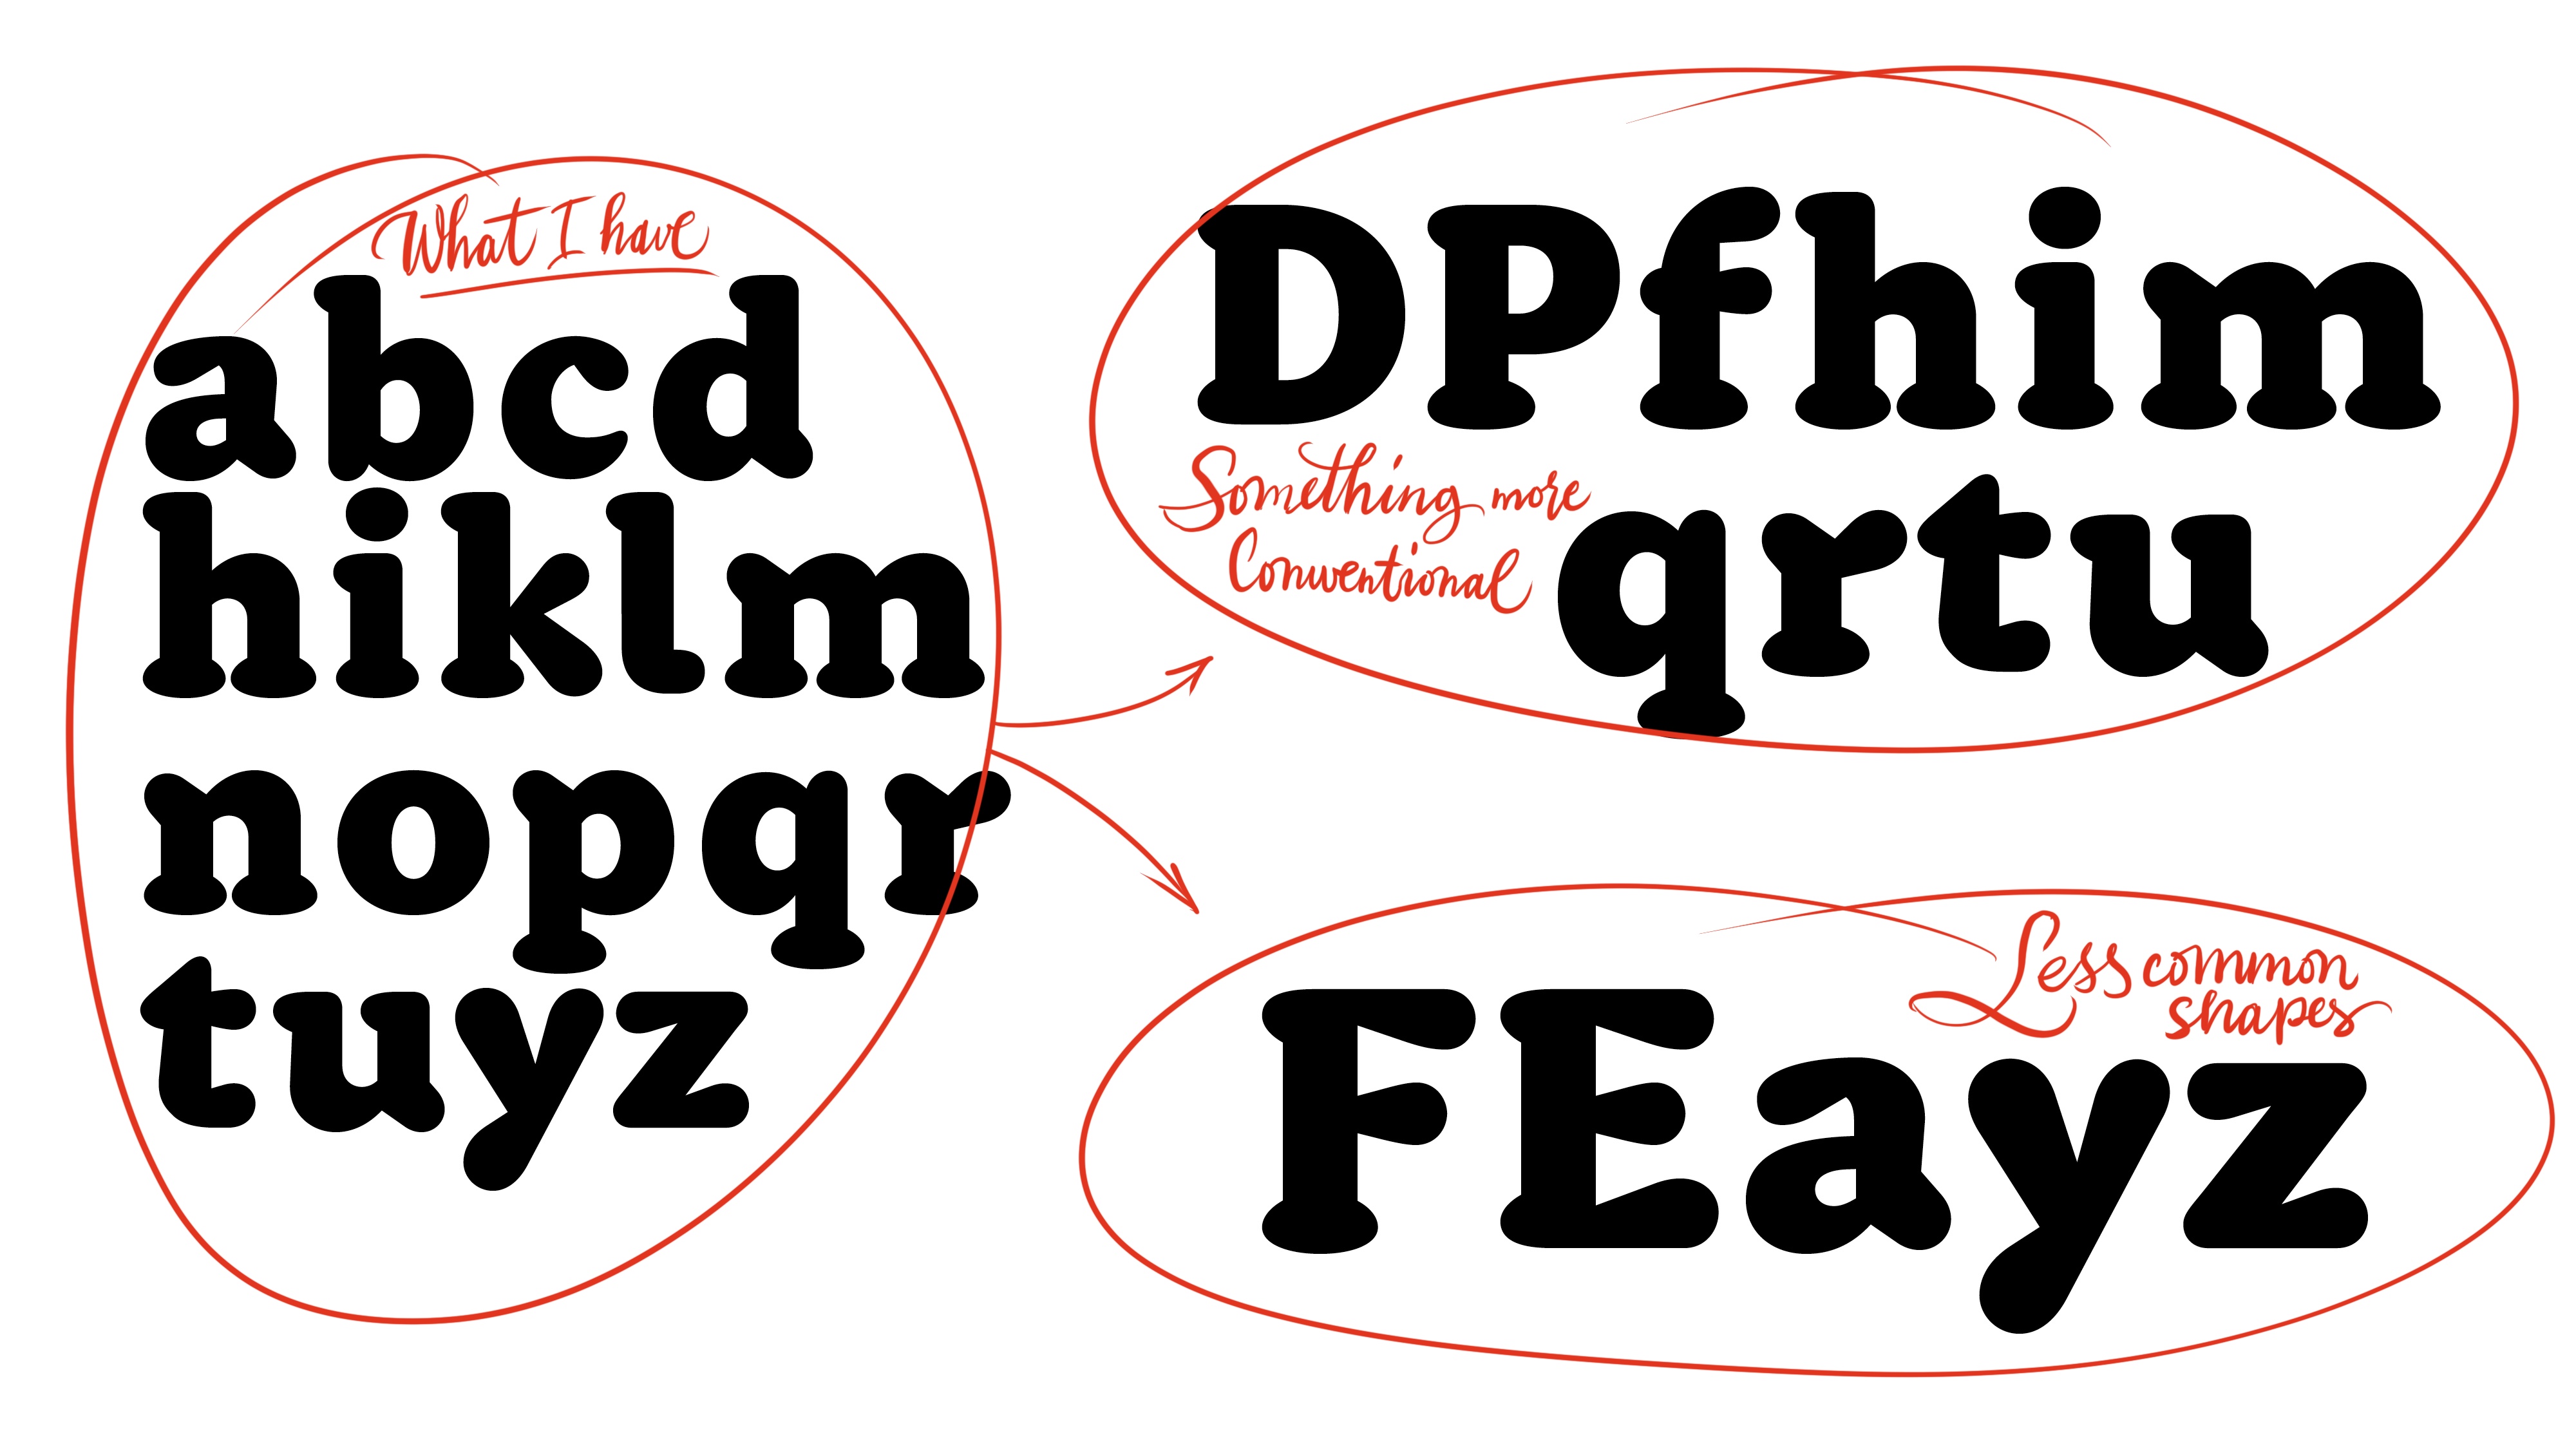 What I have
abcd
hiklm
nopqr
tuyz
DPfhim
Something more
Conventional
qrtu
Less common
shapes
FEayz